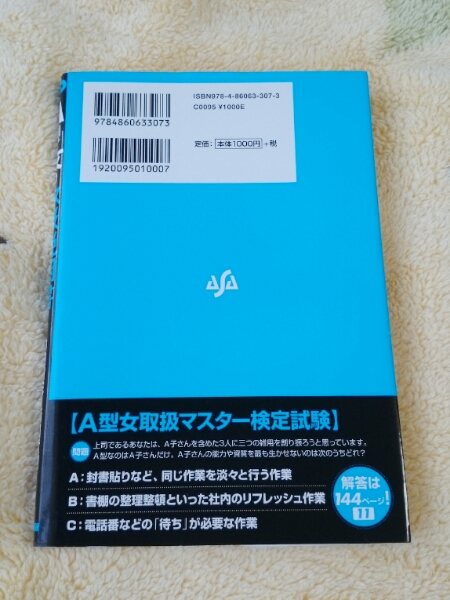 ISBN978-4-86063-307-3
C0095 ¥1000E
9784860633073
定価：本体1000円+税
1920095010007
ASA
【A型女取扱マスター検定試験】
問題
上司であるあなたは、A子さんを含めた3人に三つの雑用を割り振ろうと思っています。
A型なのはA子さんだけ。A子さんの能力や資質を最も生かせないのは次のうちどれ？
A：封書貼りなど、同じ作業を淡々と行う作業
B：書棚の整理整頓といった社内のリフレッシュ作業
C：電話番などの「待ち」が必要な作業
解答は
144ページ！
11